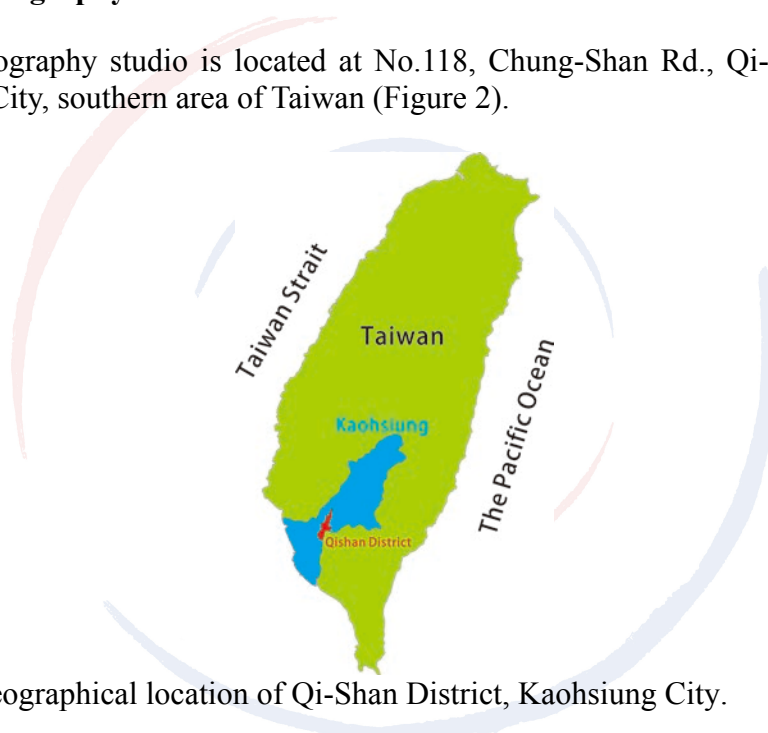 ography studio is located at No.118, Chung-Shan Rd., Qi-
City, southern area of Taiwan (Figure 2).
Taiwan Strait
Taiwan
The Pacific Ocean
Kaohsiung
Qishan District
eographical location of Qi-Shan District, Kaohsiung City.